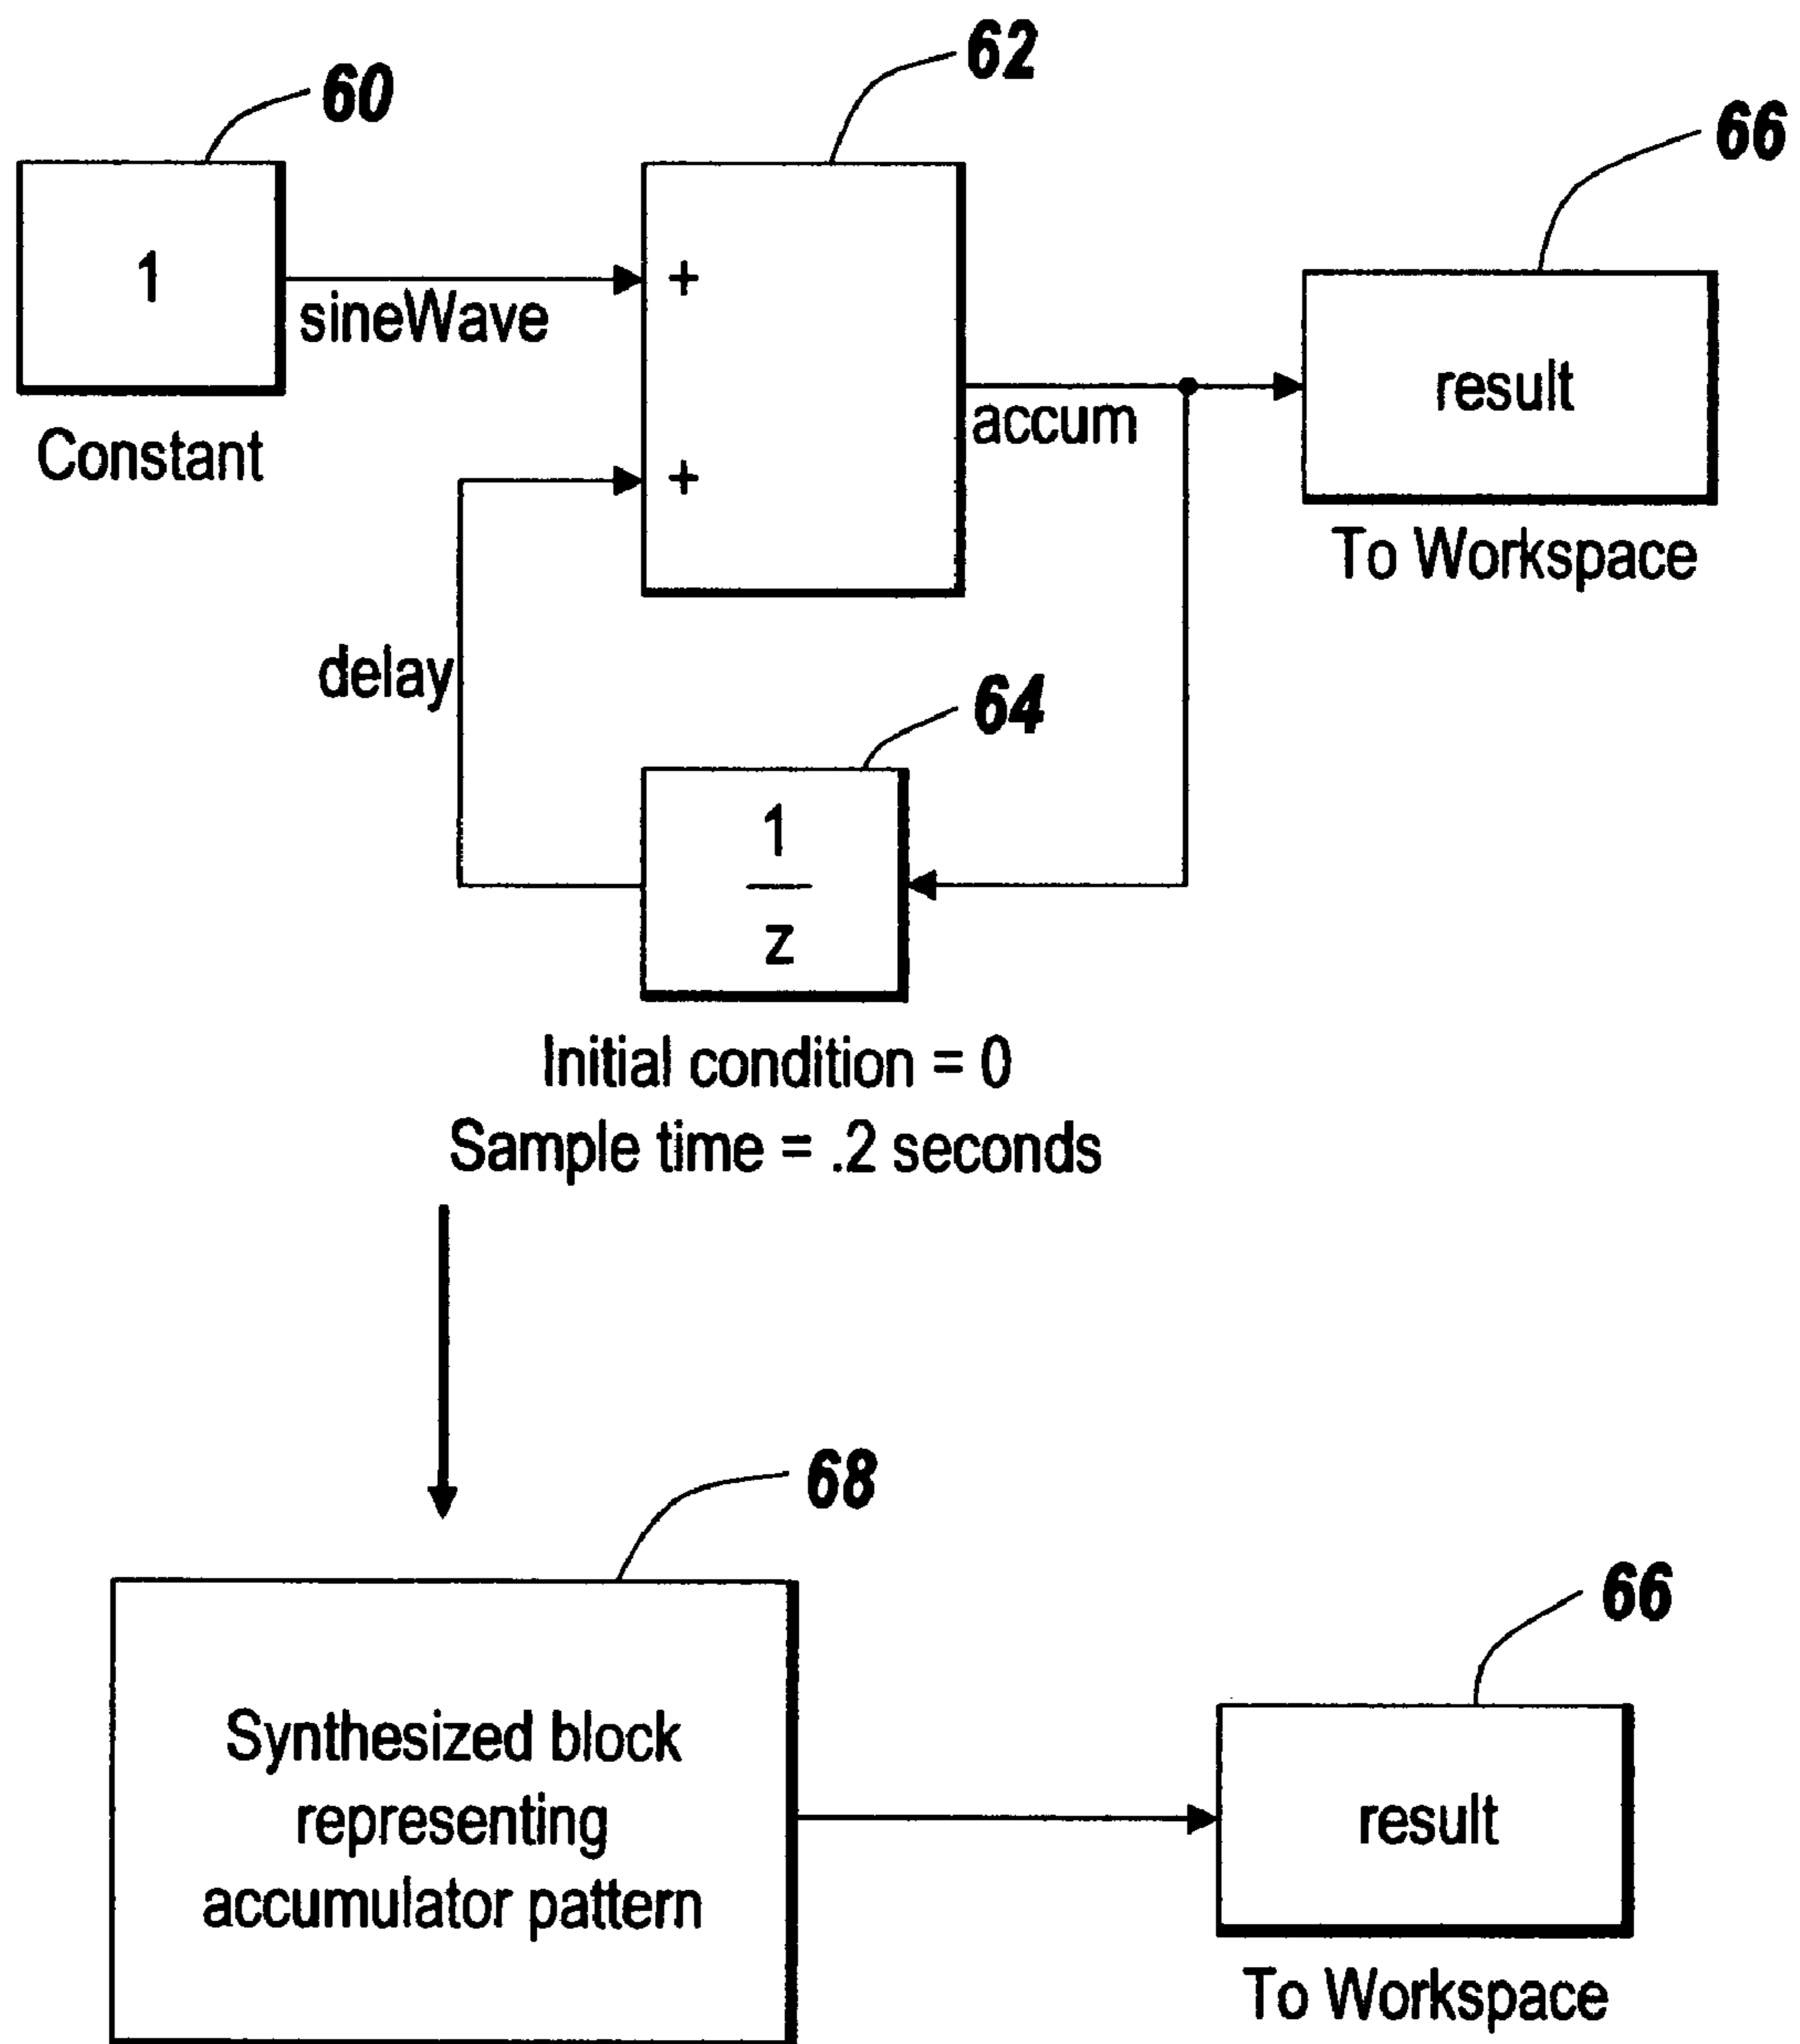 62
60
66
1
sineWave
+
Constant
+
accum
result
To Workspace
delay
64
1
z
Initial condition = 0
Sample time = .2 seconds
68
66
Synthesized block
representing
accumulator pattern
result
To Workspace